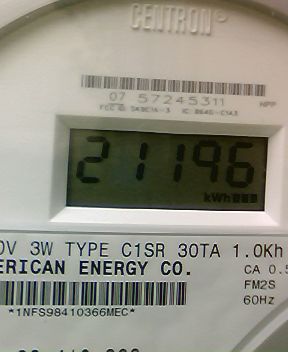 CENTRON®
07 57245311
HPP
21196
kWh
0V 3W TYPE C1SR 30TA 1.0Kh
ERICAN ENERGY CO.
CA 0.5
FM2S
60Hz
*1NFS98410366MEC*